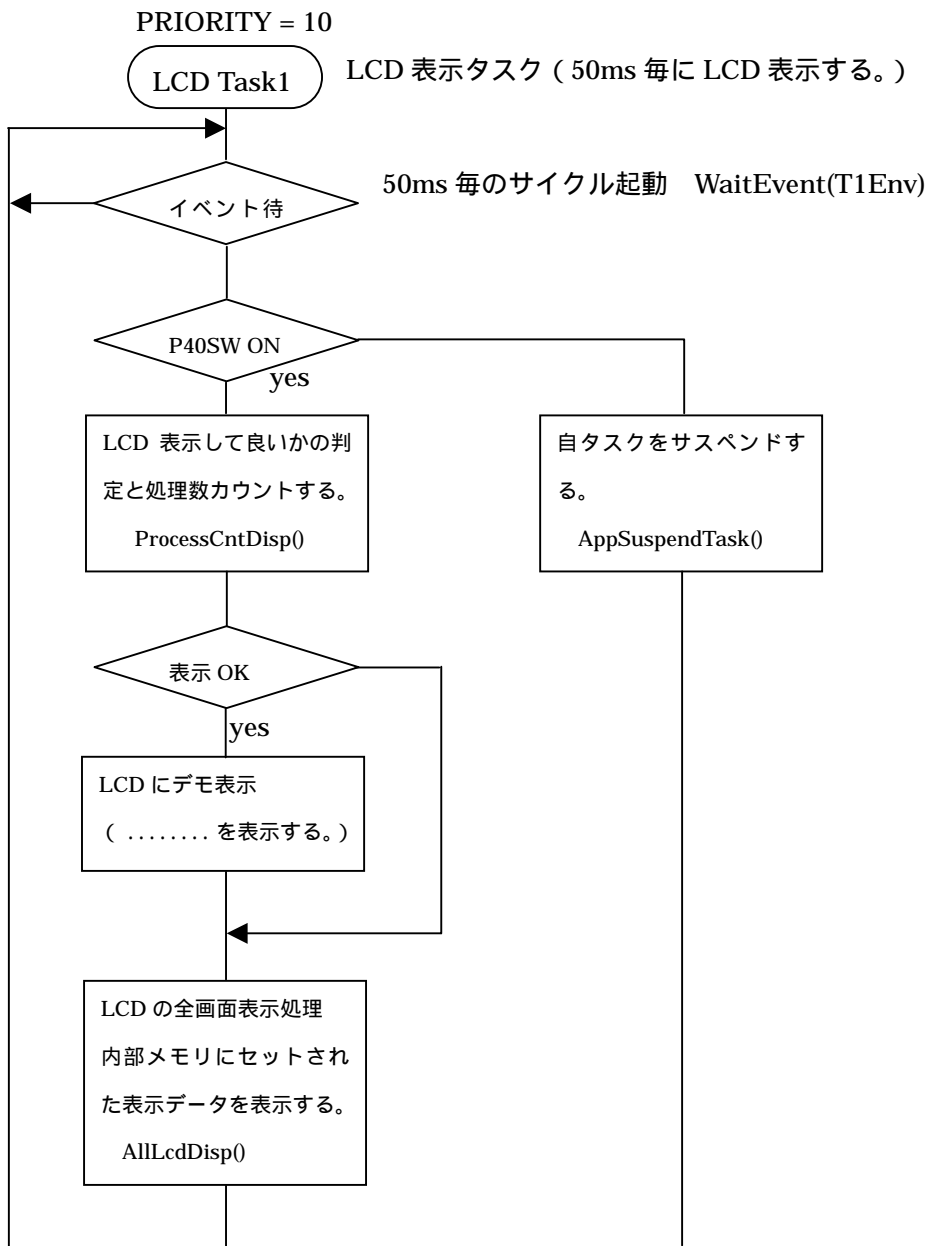 PRIORITY = 10
LCD Task1
LCD 表示タスク ( 50ms 毎に LCD 表示する。)
イベント待
50ms 毎のサイクル起動　WaitEvent(T1Env)
P40SW ON
yes
LCD 表示して良いかの判
定と処理数カウントする。
ProcessCntDisp()
自タスクをサスペンドす
る。
AppSuspendTask()
表示 OK
yes
LCD にデモ表示
( ........ を表示する。)
LCD の全画面表示処理
内部メモリにセットされ
た表示データを表示する。
AllLcdDisp()